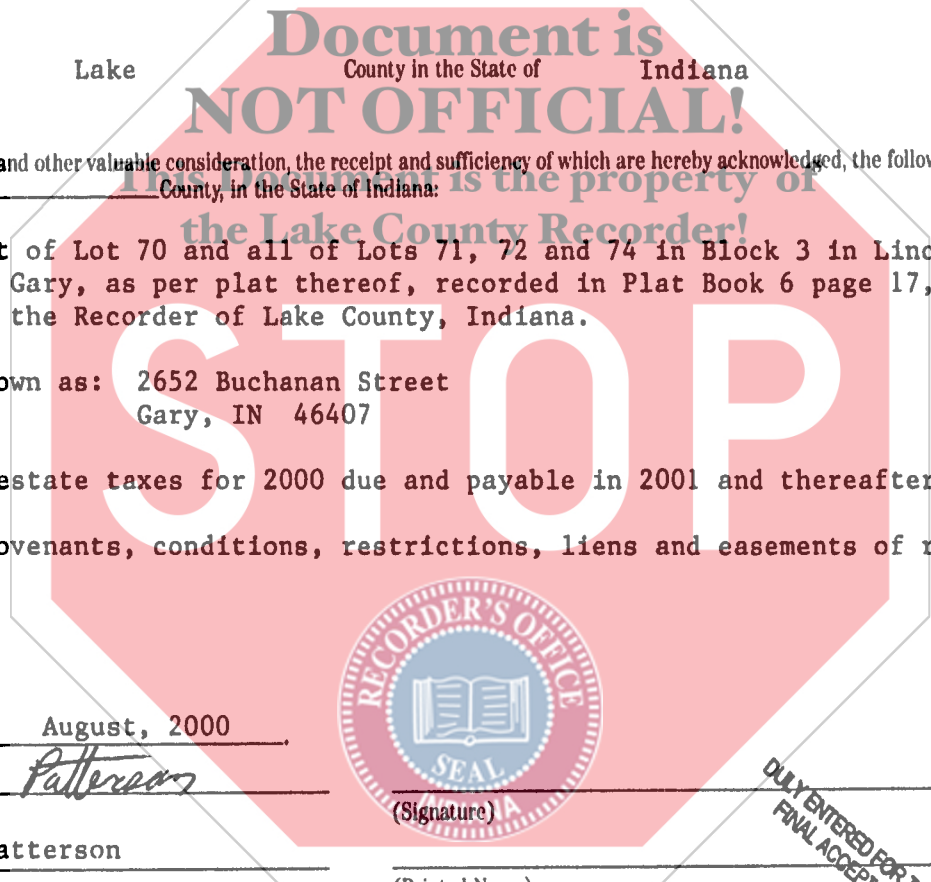 Document is
Lake County in the State of Indiana
NOT OFFICIAL!
and other valuable consideration, the receipt and sufficiency of which are hereby acknowledged, the follow
This Document is the property of
County, in the State of Indiana:
the Lake County Recorder!
t of Lot 70 and all of Lots 71, 72 and 74 in Block 3 in Linc
Gary, as per plat thereof, recorded in Plat Book 6 page 17,
the Recorder of Lake County, Indiana.
STOP
own as: 2652 Buchanan Street
Gary, IN 46407
estate taxes for 2000 due and payable in 2001 and thereafter
ovenants, conditions, restrictions, liens and easements of r
RECORDER'S OFFICE
SEAL
INDIANA
August, 2000
Patterson
(Signature)
DULY ENTERED FOR T
FINAL ACCEPT
atterson
(Printed Name)